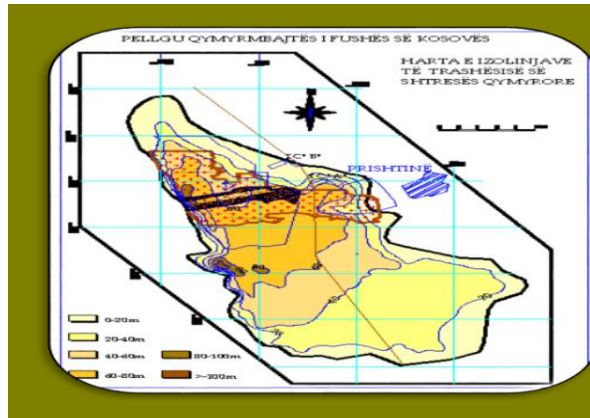 PELLGU QYMYRMBAJTËS I FUSHËS SË KOSOVËS
HARTA E IZOLINJAVE
TË TRASHËSISË SË
SHTRESËS QYMYRORE
PRISHTINË
0-20m
20-40m
40-60m
60-80m
80-100m
>100m